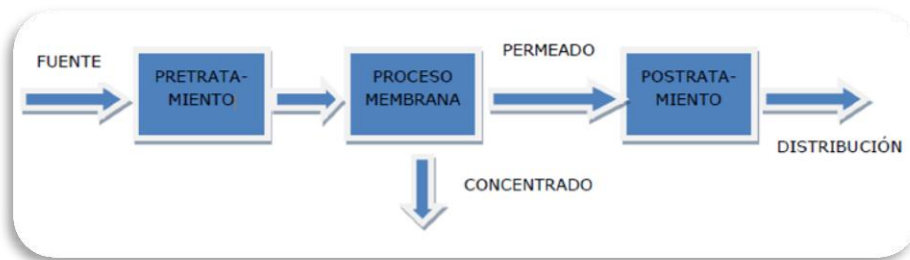 FUENTE
PRETRATA-
MIENTO
PROCESO
MEMBRANA
PERMEADO
POSTRATA-
MIENTO
DISTRIBUCIÓN
CONCENTRADO